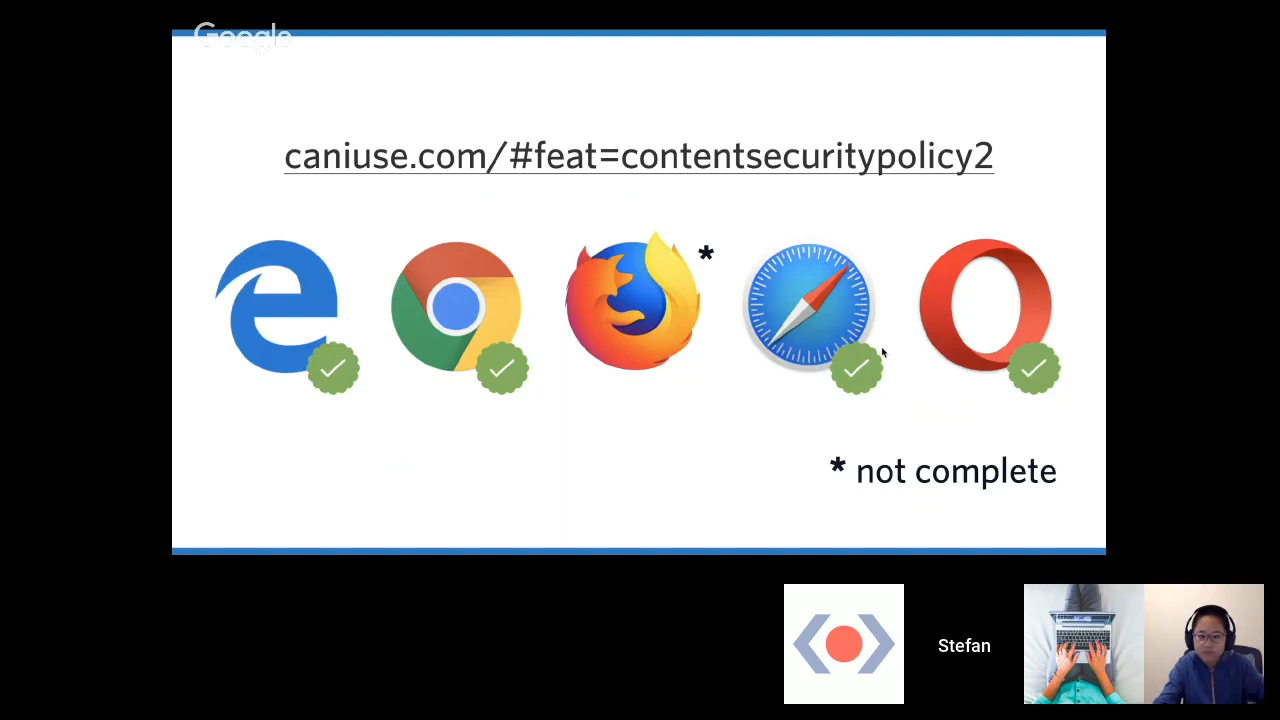 Google
caniuse.com/#feat=contentsecuritypolicy2
*
* not complete
Stefan